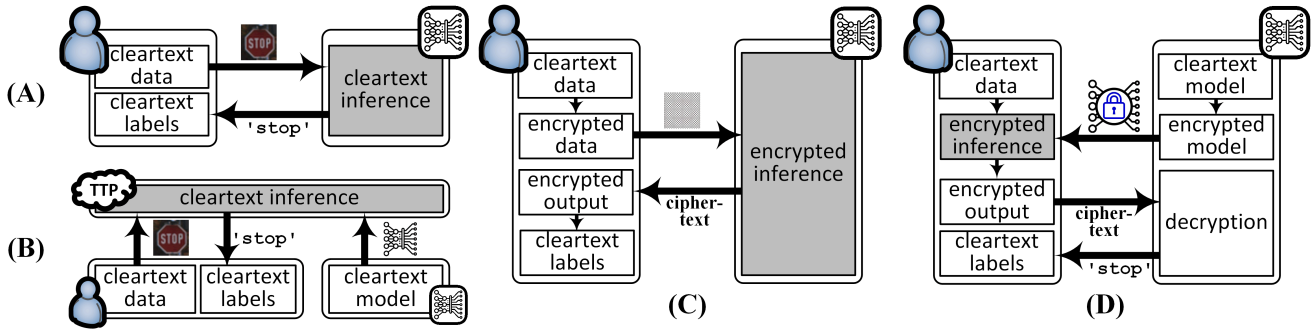 (A)
cleartext
data
cleartext
labels
STOP
'stop'
cleartext
inference
(B)
TTP
cleartext inference
STOP
'stop'
cleartext
data
cleartext
labels
cleartext
model
(C)
cleartext
data
encrypted
data
encrypted
output
cleartext
labels
cipher-
text
encrypted
inference
(D)
cleartext
data
encrypted
inference
encrypted
output
cleartext
labels
cipher-
text
'stop'
cleartext
model
encrypted
model
decryption